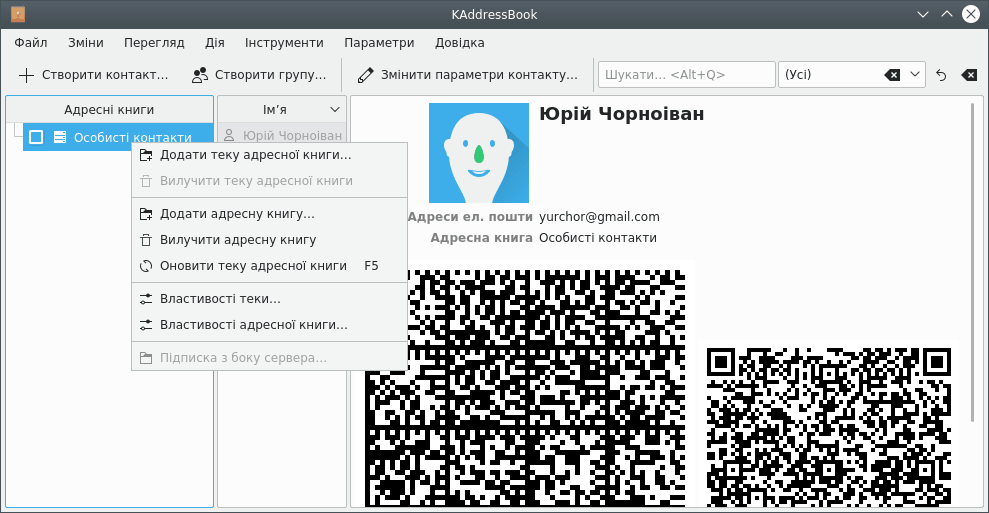 KAddressBook
Файл Зміни Перегляд Дія Інструменти Параметри Довідка
Створити контакт… Створити групу… Змінити параметри контакту… Шукати… <Alt+Q> (Усі)
Адресні книги
Ім’я
Особисті контакти
Юрій Чорноіван
Додати теку адресної книги…
Вилучити теку адресної книги
Додати адресну книгу…
Вилучити адресну книгу
Оновити теку адресної книги F5
Властивості теки…
Властивості адресної книги…
Підписка з боку сервера…
Юрій Чорноіван
Адреси ел. пошти yurchor@gmail.com
Адресна книга Особисті контакти